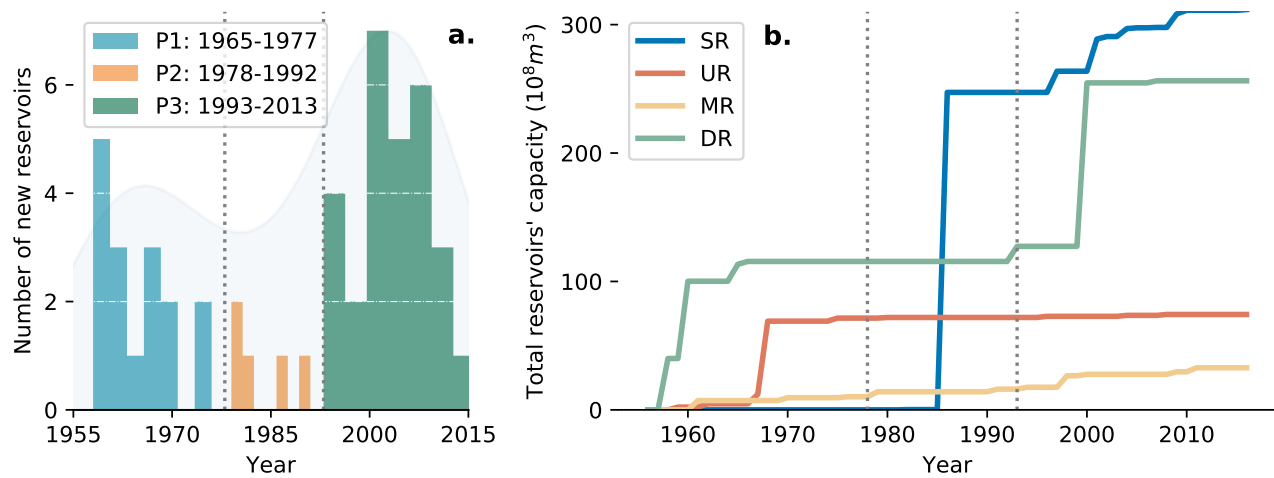 a.
P1: 1965-1977
P2: 1978-1992
P3: 1993-2013
Number of new reservoirs
6
4
2
0
1955 1970 1985 2000 2015
Year
b.
SR
UR
MR
DR
Total reservoirs' capacity (10⁸m³)
300
200
100
0
1960 1970 1980 1990 2000 2010
Year